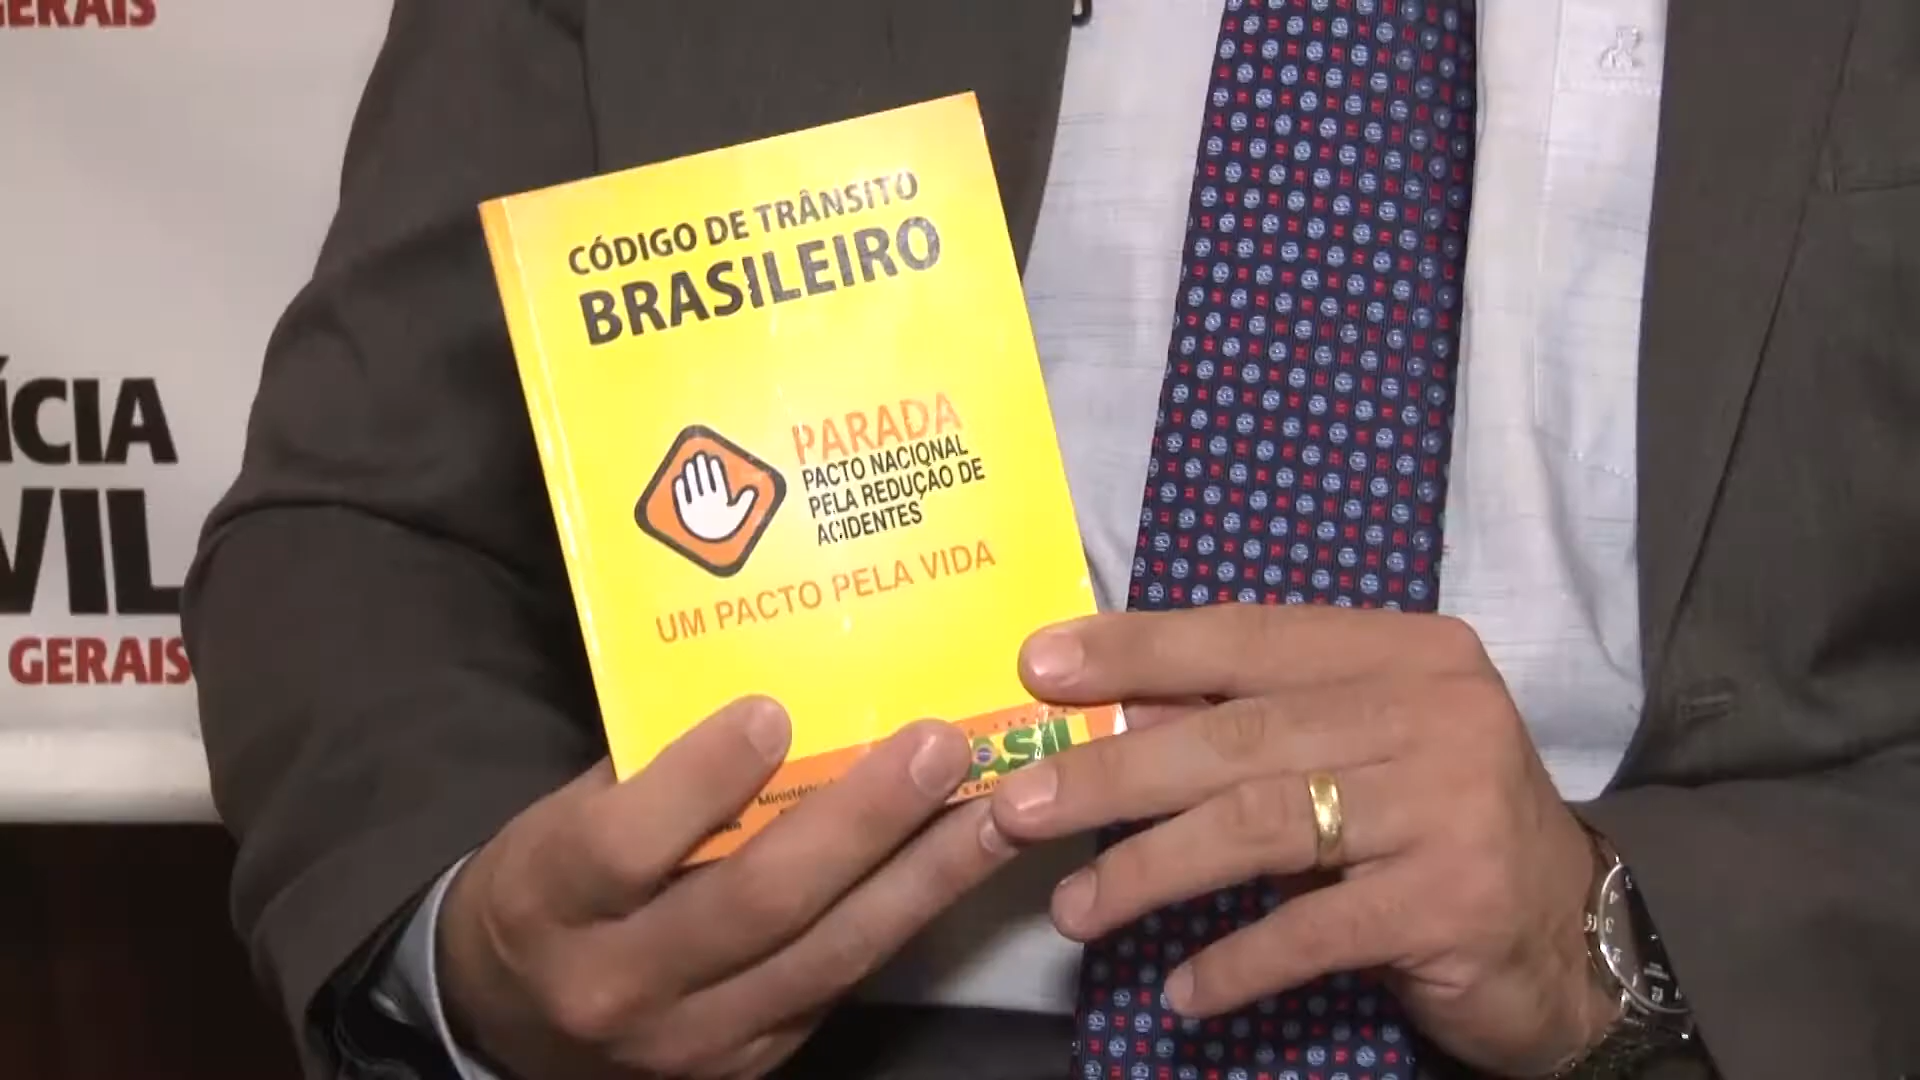 GERAIS
ÍCIA
VIL
GERAIS
CÓDIGO DE TRÂNSITO
BRASILEIRO
PARADA
PACTO NACIONAL
PELA REDUÇÃO DE
ACIDENTES
UM PACTO PELA VIDA
ASIL